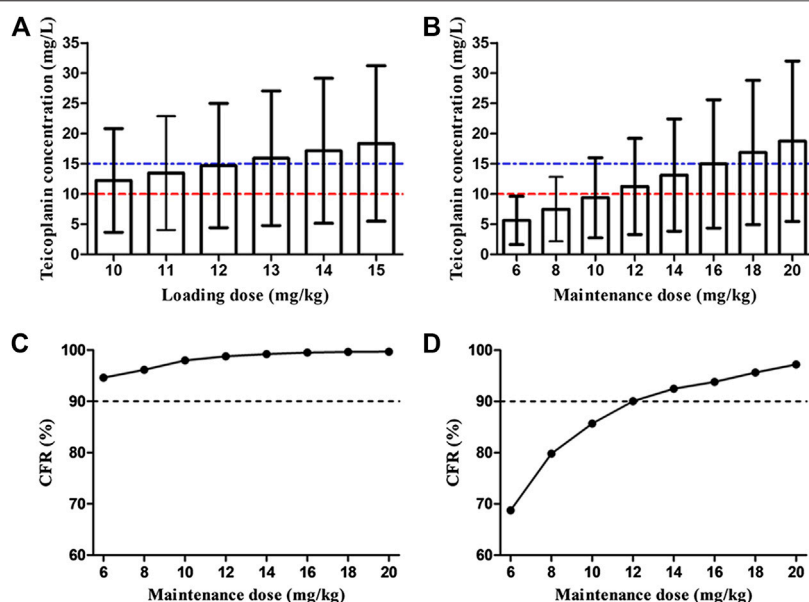 A
Teicoplanin concentration (mg/L)
35
30
25
20
15
10
5
0
10 11 12 13 14 15
Loading dose (mg/kg)
B
Teicoplanin concentration (mg/L)
35
30
25
20
15
10
5
0
6 8 10 12 14 16 18 20
Maintenance dose (mg/kg)
C
CFR (%)
100
90
80
70
60
6 8 10 12 14 16 18 20
Maintenance dose (mg/kg)
D
CFR (%)
100
90
80
70
60
6 8 10 12 14 16 18 20
Maintenance dose (mg/kg)